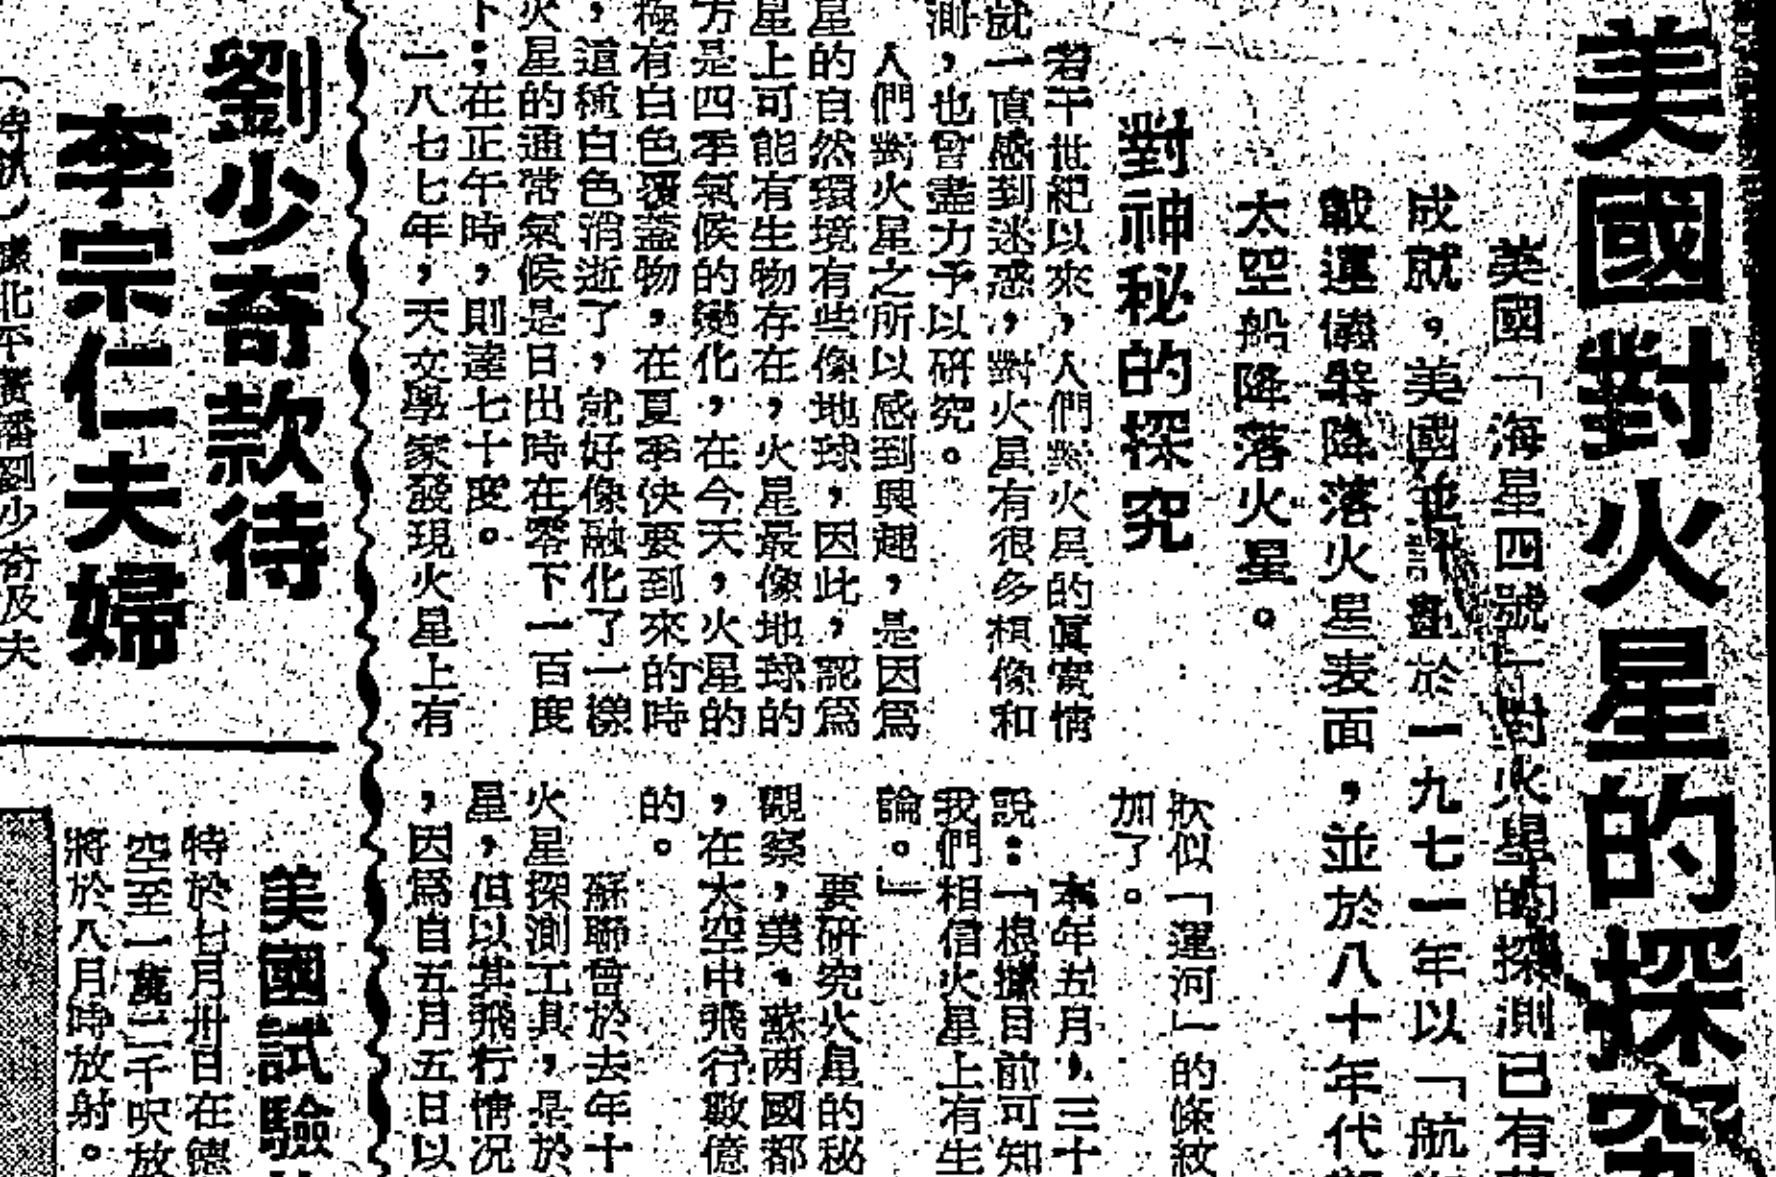 美國對火星的探究
美國「海星四號」對火星的探測已有
成就。美國並計劃於一九七一年以「航
載運儀器降落火星表面，並於八十年代
太空船降落火星。
對神秘的探究
若干世紀以來，人們對火星的真實情
就一直感到迷惑，對火星有很多想像和
測，也曾盡力予以研究。
人們對火星之所以感到興趣，是因為
星的自然環境有些像地球，因此，認為
星上可能有生物存在，火星最像地球的
方是四季氣候的變化，在今天，火星的
極有白色覆蓋物，在夏季快要到來的時
，這種白色消逝了，就好像融化了一樣
火星的通常氣候是日出時在零下一百度
下；在正午時，則達七十度。
一八七七年，天文學家發現火星上有
狀似「運河」的條紋
加了。
本年五月，三十
說：「根據目前可知
我們相信火星上有生
論。」
要研究火星的秘
觀察，美．蘇两國都
，在太空中飛行數億
的。
蘇聯曾於去年十
火星探測工具，是於
星，但以其飛行情况
，因為自五月五日以
劉少奇款待
李宗仁夫婦
據北平廣播劉少奇及夫
美國試驗
特於七月卅日在德
空至一萬二千呎放
將於八月時放射。